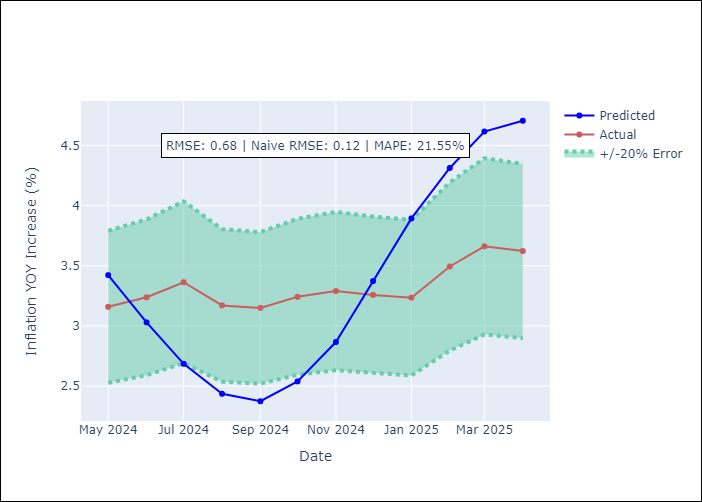 RMSE: 0.68 | Naive RMSE: 0.12 | MAPE: 21.55%
Predicted
Actual
+/-20% Error
Inflation YOY Increase (%)
4.5
4
3.5
3
2.5
May 2024
Jul 2024
Sep 2024
Nov 2024
Jan 2025
Mar 2025
Date